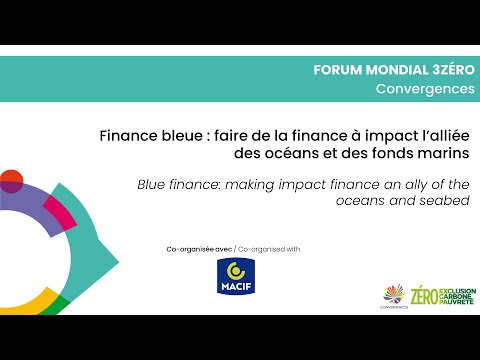 FORUM MONDIAL 3ZÉRO
Convergences
Finance bleue : faire de la finance à impact l’alliée
des océans et des fonds marins
Blue finance: making impact finance an ally of the
oceans and seabed
Co-organisée avec / Co-organised with
MACIF
CONVERGENCES
ZÉRO EXCLUSION
CARBONE
PAUVRETÉ